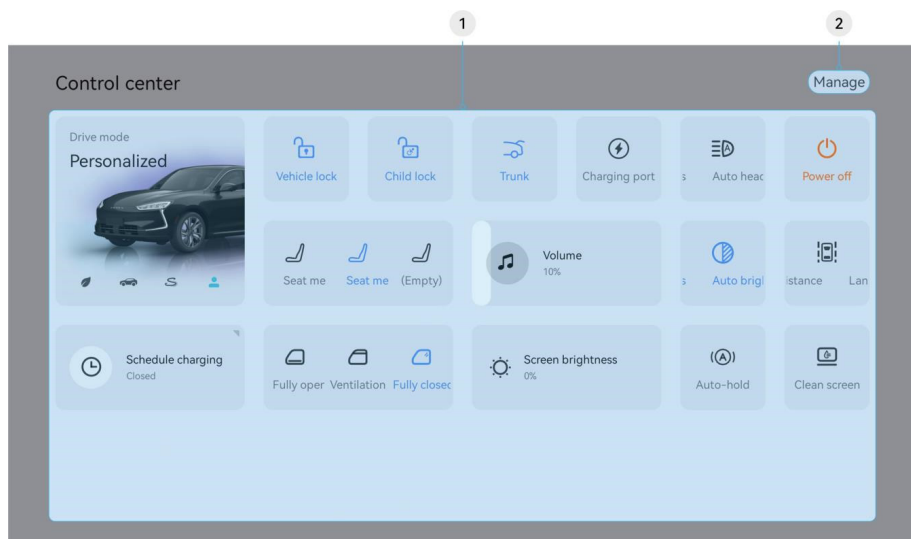 1
2
Control center
Manage
Drive mode
Personalized
Vehicle lock
Child lock
Trunk
Charging port
s
Auto heac
Power off
Seat me
Seat me
(Empty)
Volume
10%
s
Auto brigl
istance
Lan
Schedule charging
Closed
Fully oper
Ventilation
Fully closec
Screen brightness
0%
Auto-hold
Clean screen